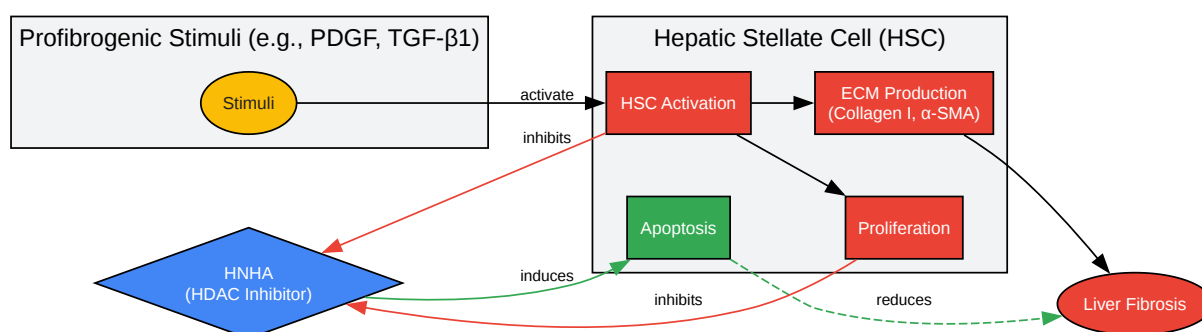 Profibrogenic Stimuli (e.g., PDGF, TGF-β1)
Hepatic Stellate Cell (HSC)
Stimuli
activate
HSC Activation
ECM Production
(Collagen I, α-SMA)
inhibits
Apoptosis
Proliferation
HNHA
(HDAC Inhibitor)
induces
inhibits
reduces
Liver Fibrosis